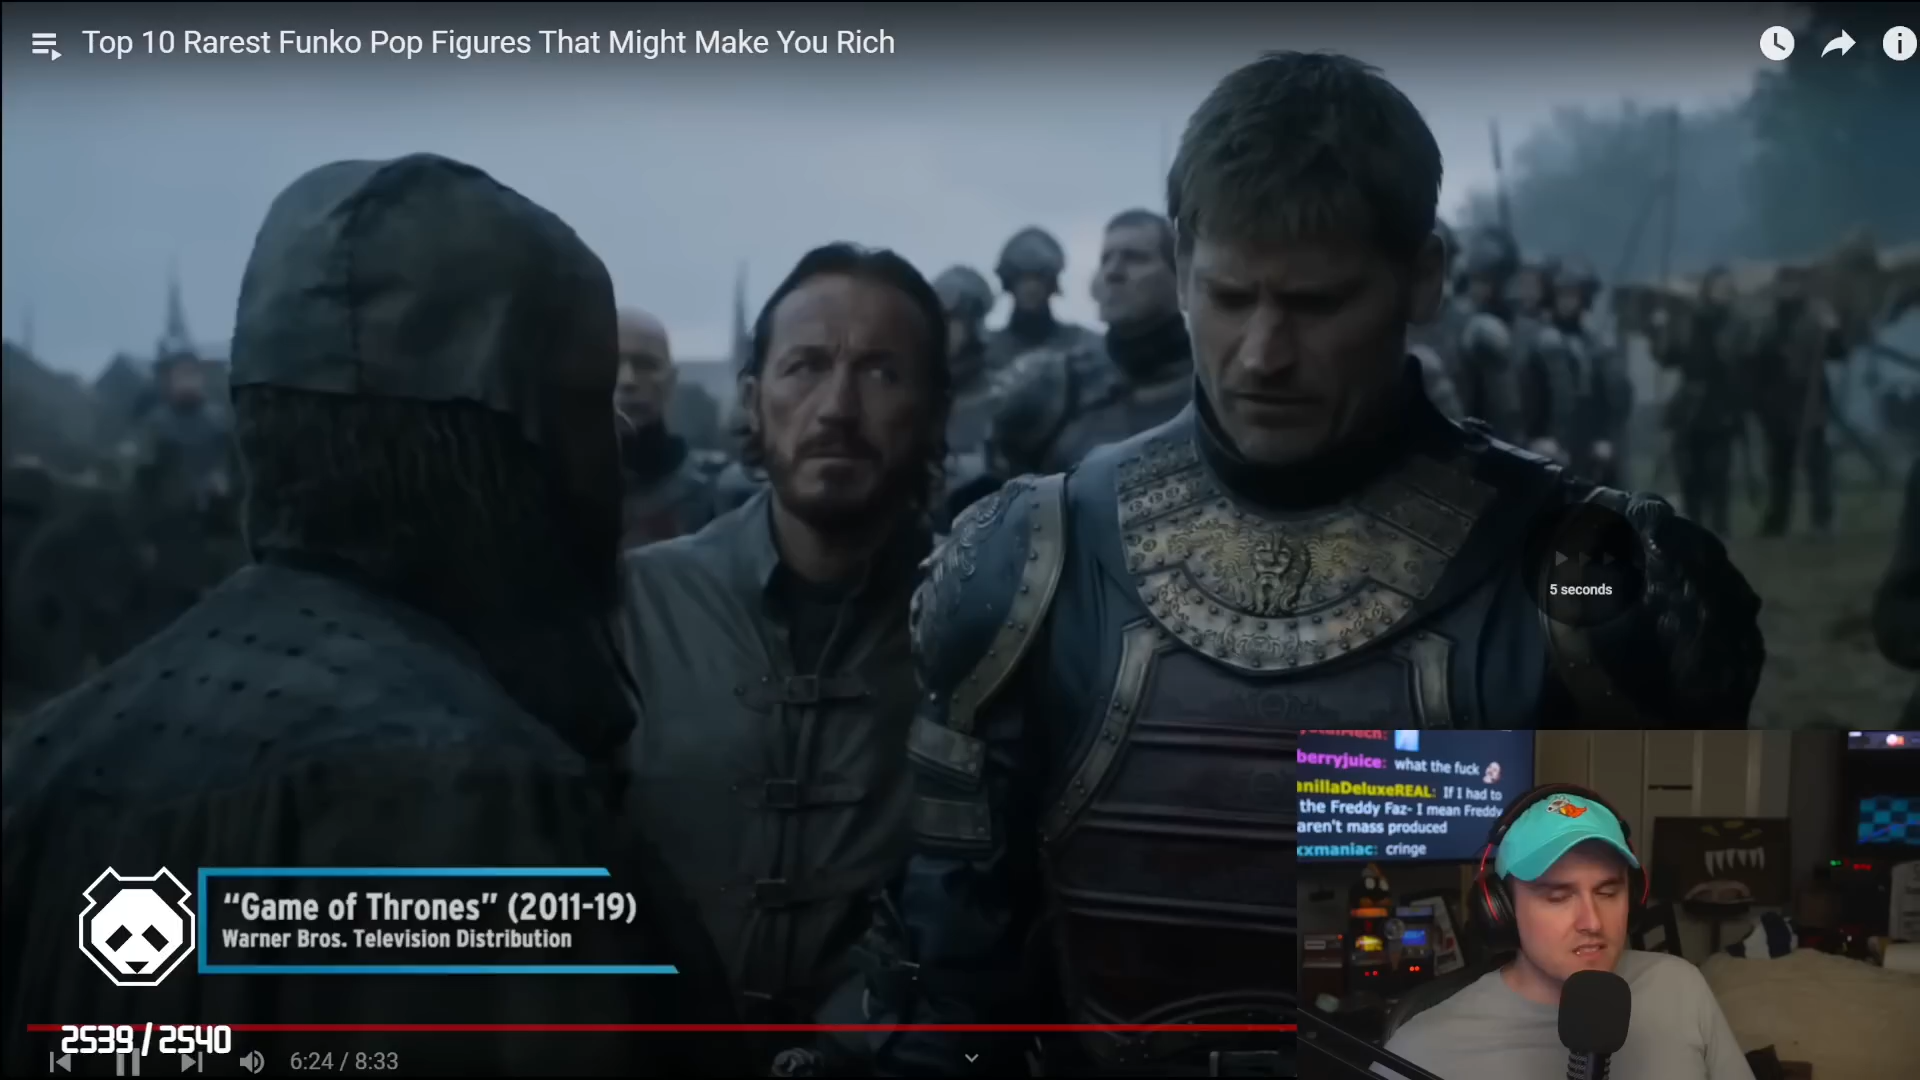 Top 10 Rarest Funko Pop Figures That Might Make You Rich
5 seconds
berryjuice: what the fuck
anillaDeluxeREAL: If I had to
the Freddy Faz- I mean Freddy
aren't mass produced
xxmaniac: cringe
“Game of Thrones” (2011-19)
Warner Bros. Television Distribution
2539 / 2540
6:24 / 8:33